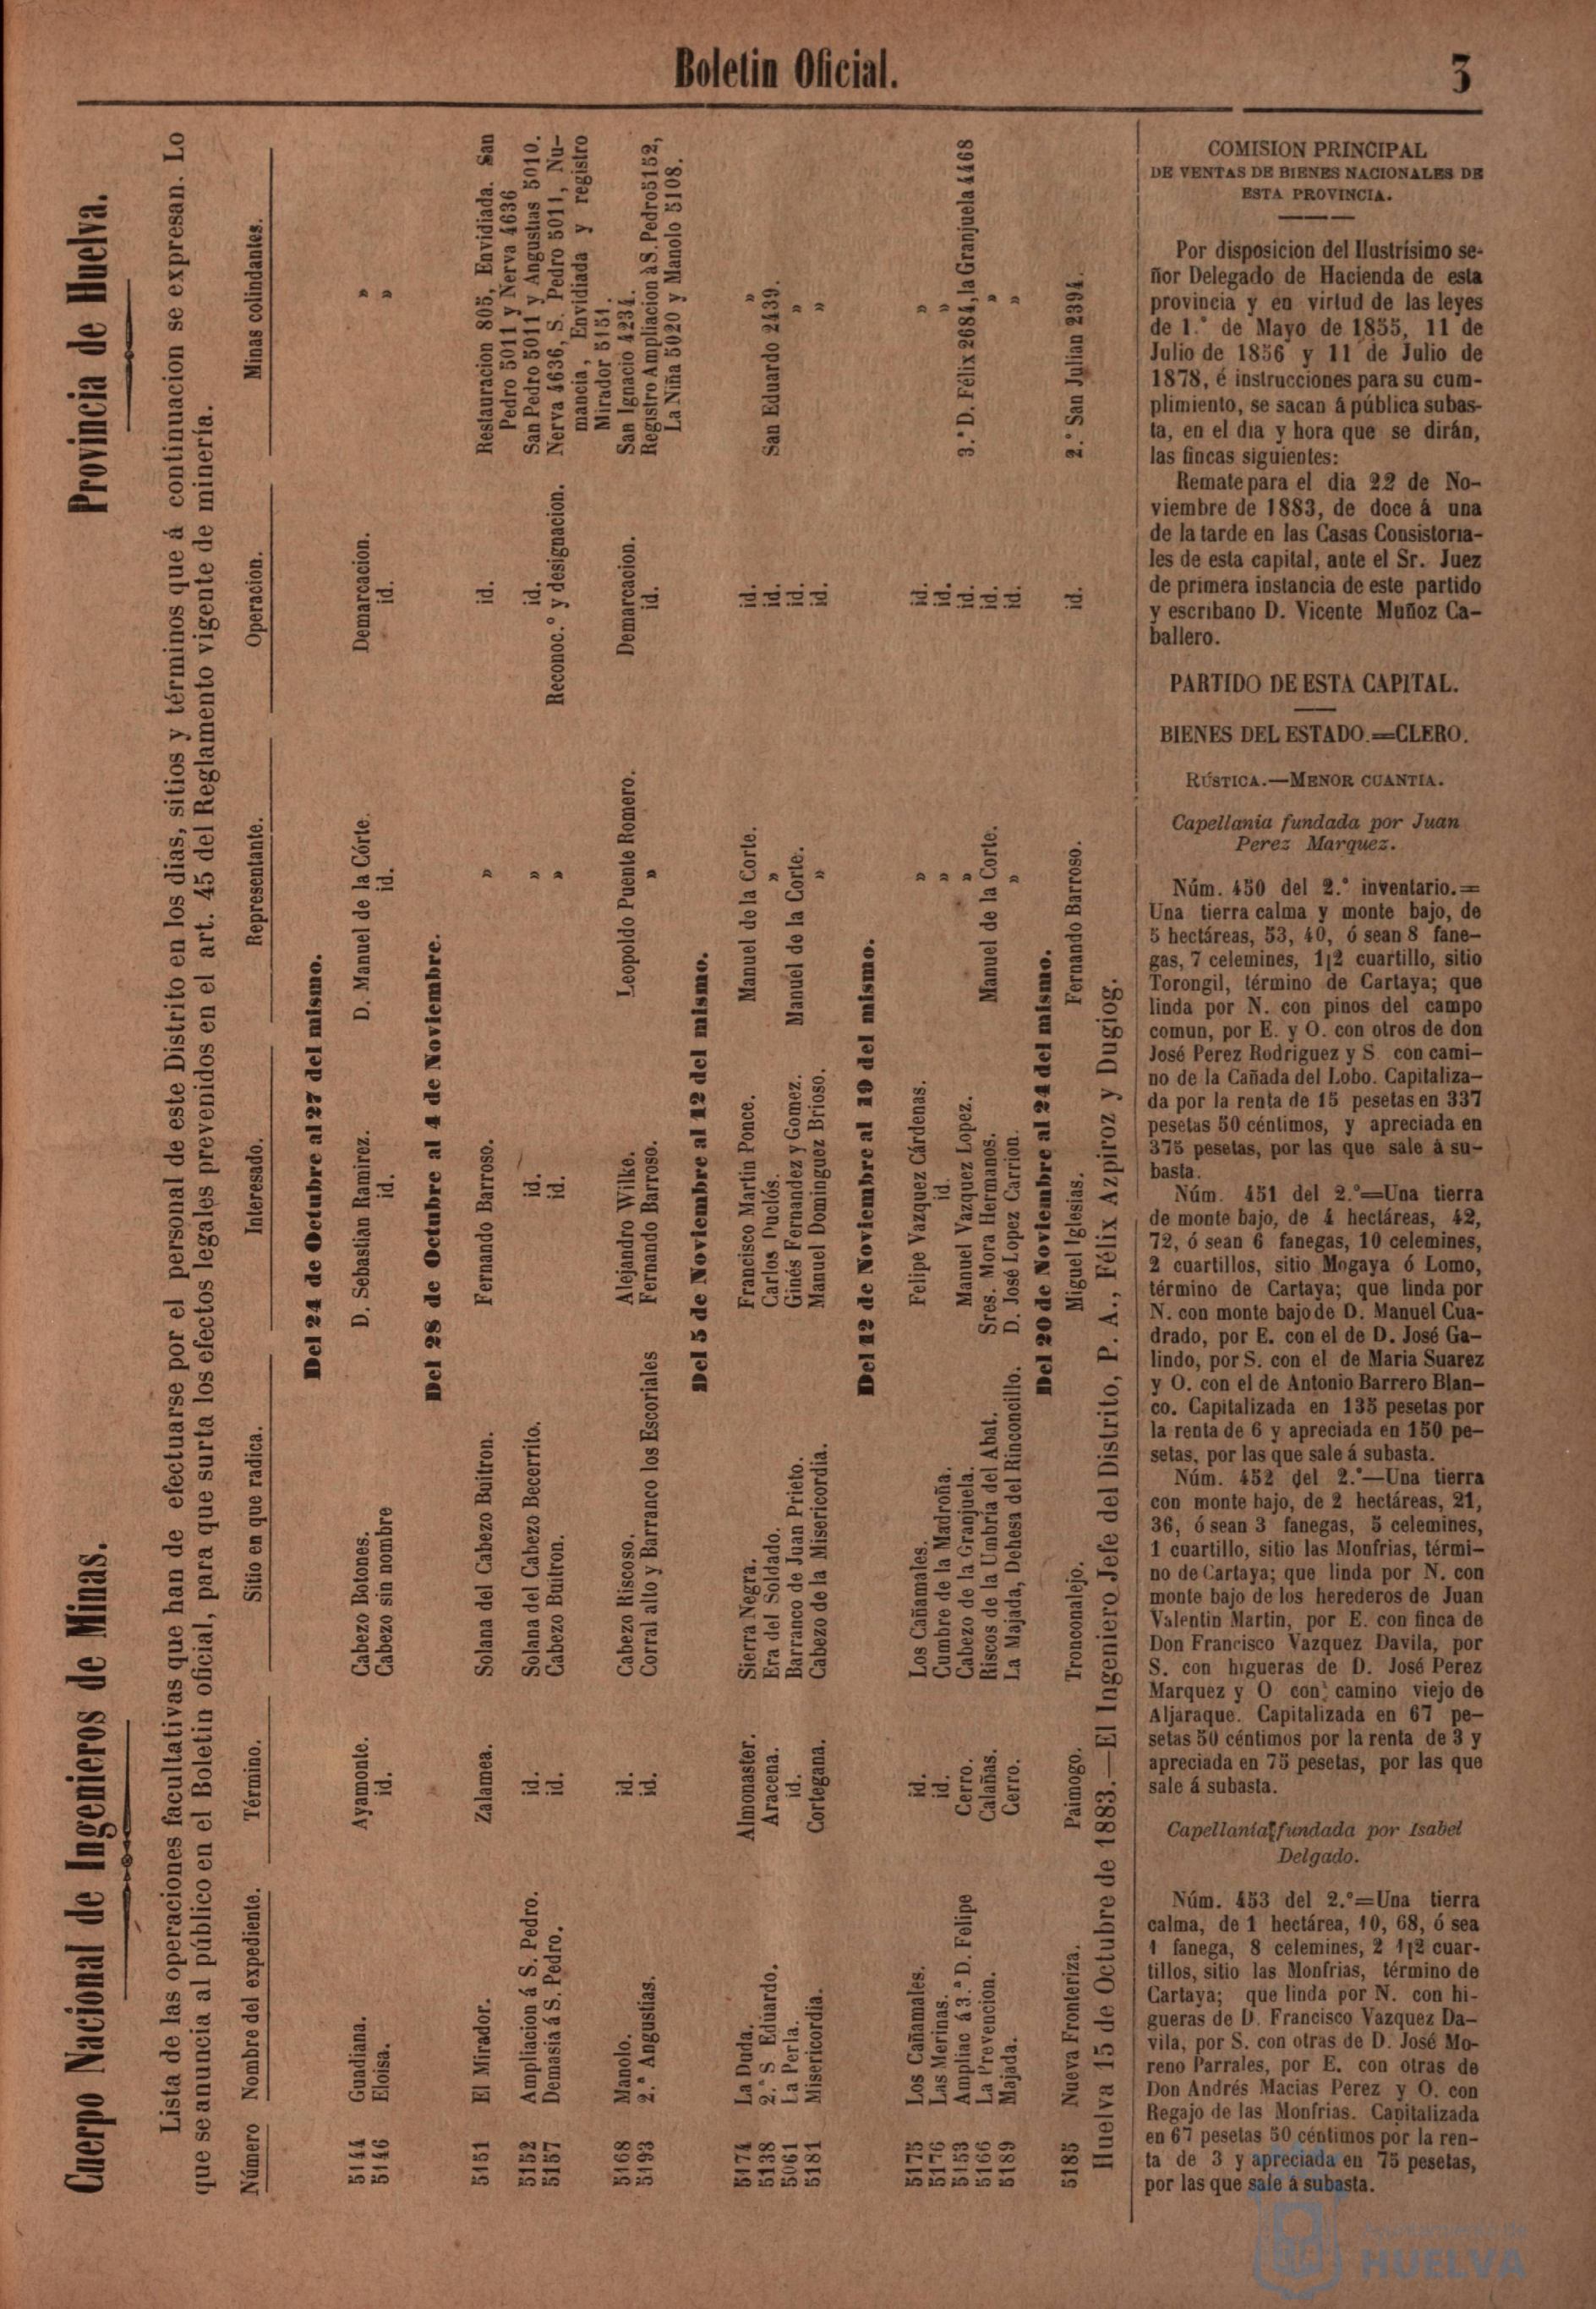 Boletin Oficial.
3
Cuerpo Nacional de Ingenieros de Minas.
Provincia de Huelva.
Lista de las operaciones facultativas que han de efectuarse por el personal de este Distrito en los dias, sitios y términos que á continuacion se expresan. Lo
que se anuncia al público en el Boletin oficial, para que surta los efectos legales prevenidos en el art. 45 del Reglamento vigente de minería.
Número Nombre del expediente. Término. Sitio en que radica. Interesado. Representante. Operacion. Minas colindantes.
Del 24 de Octubre al 27 del mismo.
5144 Guadiana. Ayamonte. Cabezo Botones. D. Sebastian Ramirez. D. Manuel de la Córte. Demarcacion. »
5146 Eloisa. id. Cabezo sin nombre id. id. id. »
Del 28 de Octubre al 4 de Noviembre.
5151 El Mirador. Zalamea. Solana del Cabezo Buitron. Fernando Barroso. » id. Restauracion 805, Envidiada. San
Pedro 5011 y Nerva 4636
5152 Ampliacion á S. Pedro. id. Solana del Cabezo Becerrito. id. » id. San Pedro 5011 y Angustias 5010.
5157 Demasía á S. Pedro. id. Cabezo Buitron. id. » Reconoc.º y designacion. Nerva 4636, S. Pedro 5011, Nu-
mancia, Envidiada y registro
Mirador 5151.
5168 Manolo. id. Cabezo Riscoso. Alejandro Wilke. Leopoldo Puente Romero. Demarcacion. San Ignacio 4234.
5193 2.ª Angustias. id. Corral alto y Barranco los Escoriales Fernando Barroso. » id. Registro Ampliacion á S. Pedro 5152,
La Niña 5020 y Manolo 5108.
Del 5 de Noviembre al 12 del mismo.
5174 La Duda. Almonaster. Sierra Negra. Francisco Martin Ponce. Manuel de la Corte. id. »
5138 2.ª S Eduardo. Aracena. Era del Soldado. Carlos Duclós. » id. San Eduardo 2439.
5061 La Perla. id. Barranco de Juan Prieto. Ginés Fernandez y Gomez. Manuel de la Corte. id. »
5181 Misericordia. Cortegana. Cabezo de la Misericordia. Manuel Dominguez Brioso. » id. »
Del 12 de Noviembre al 19 del mismo.
5175 Los Cañamales. id. Los Cañamales. Felipe Vazquez Cárdenas. » id. »
5176 Las Merinas. id. Cumbre de la Madroña. id. » id. »
5153 Ampliac á 3.ª D. Felipe Cerro. Cabezo de la Granjuela. Manuel Vazquez Lopez. » id. 3.ª D. Félix 2684, la Granjuela 4468
5166 La Prevencion. Calañas. Riscos de la Umbría del Abat. Sres. Mora Hermanos. Manuel de la Corte. id. »
5189 Majada. Cerro. La Majada, Dehesa del Rinconcillo. D. José Lopez Carrion. » id. »
Del 20 de Noviembre al 24 del mismo.
5185 Nueva Fronteriza. Paimogo. Tronconalejo. Miguel Iglesias. Fernando Barroso. id. 2.ª San Julian 2394.
Huelva 15 de Octubre de 1883.—El Ingeniero Jefe del Distrito, P. A., Félix Azpiroz y Dugiog.
COMISION PRINCIPAL
DE VENTAS DE BIENES NACIONALES DE
ESTA PROVINCIA.
Por disposicion del Ilustrísimo se-
ñor Delegado de Hacienda de esta
provincia y en virtud de las leyes
de 1.º de Mayo de 1855, 11 de
Julio de 1856 y 11 de Julio de
1878, é instrucciones para su cum-
plimiento, se sacan á pública subas-
ta, en el dia y hora que se dirán,
las fincas siguientes:
Remate para el dia 22 de No-
viembre de 1883, de doce á una
de la tarde en las Casas Consistoria-
les de esta capital, ante el Sr. Juez
de primera instancia de este partido
y escribano D. Vicente Muñoz Ca-
ballero.
PARTIDO DE ESTA CAPITAL.
BIENES DEL ESTADO.=CLERO.
RÚSTICA.—MENOR CUANTIA.
Capellania fundada por Juan
Perez Marquez.
Núm. 450 del 2.º inventario.=
Una tierra calma y monte bajo, de
5 hectáreas, 53, 40, ó sean 8 fane-
gas, 7 celemines, 1|2 cuartillo, sitio
Torongil, término de Cartaya; que
linda por N. con pinos del campo
comun, por E. y O. con otros de don
José Perez Rodriguez y S. con cami-
no de la Cañada del Lobo. Capitaliza-
da por la renta de 15 pesetas en 337
pesetas 50 céntimos, y apreciada en
375 pesetas, por las que sale á su-
basta.
Núm. 451 del 2.º=Una tierra
de monte bajo, de 4 hectáreas, 42,
72, ó sean 6 fanegas, 10 celemines,
2 cuartillos, sitio Mogaya ó Lomo,
término de Cartaya; que linda por
N. con monte bajo de D. Manuel Cua-
drado, por E. con el de D. José Ga-
lindo, por S. con el de Maria Suarez
y O. con el de Antonio Barrero Blan-
co. Capitalizada en 135 pesetas por
la renta de 6 y apreciada en 150 pe-
setas, por las que sale á subasta.
Núm. 452 del 2.º—Una tierra
con monte bajo, de 2 hectáreas, 21,
36, ó sean 3 fanegas, 5 celemines,
1 cuartillo, sitio las Monfrias, térmi-
no de Cartaya; que linda por N. con
monte bajo de los herederos de Juan
Valentin Martin, por E. con finca de
Don Francisco Vazquez Davila, por
S. con higueras de D. José Perez
Marquez y O con camino viejo de
Aljaraque. Capitalizada en 67 pe-
setas 50 céntimos por la renta de 3 y
apreciada en 75 pesetas, por las que
sale á subasta.
Capellanía fundada por Isabel
Delgado.
Núm. 453 del 2.º=Una tierra
calma, de 1 hectárea, 10, 68, ó sea
1 fanega, 8 celemines, 2 1|2 cuar-
tillos, sitio las Monfrias, término de
Cartaya; que linda por N. con hi-
gueras de D. Francisco Vazquez Da-
vila, por S. con otras de D. José Mo-
reno Parrales, por E. con otras de
Don Andrés Macias Perez y O. con
Regajo de las Monfrias. Capitalizada
en 67 pesetas 50 céntimos por la ren-
ta de 3 y apreciada en 75 pesetas,
por las que sale á subasta.
HUELVA